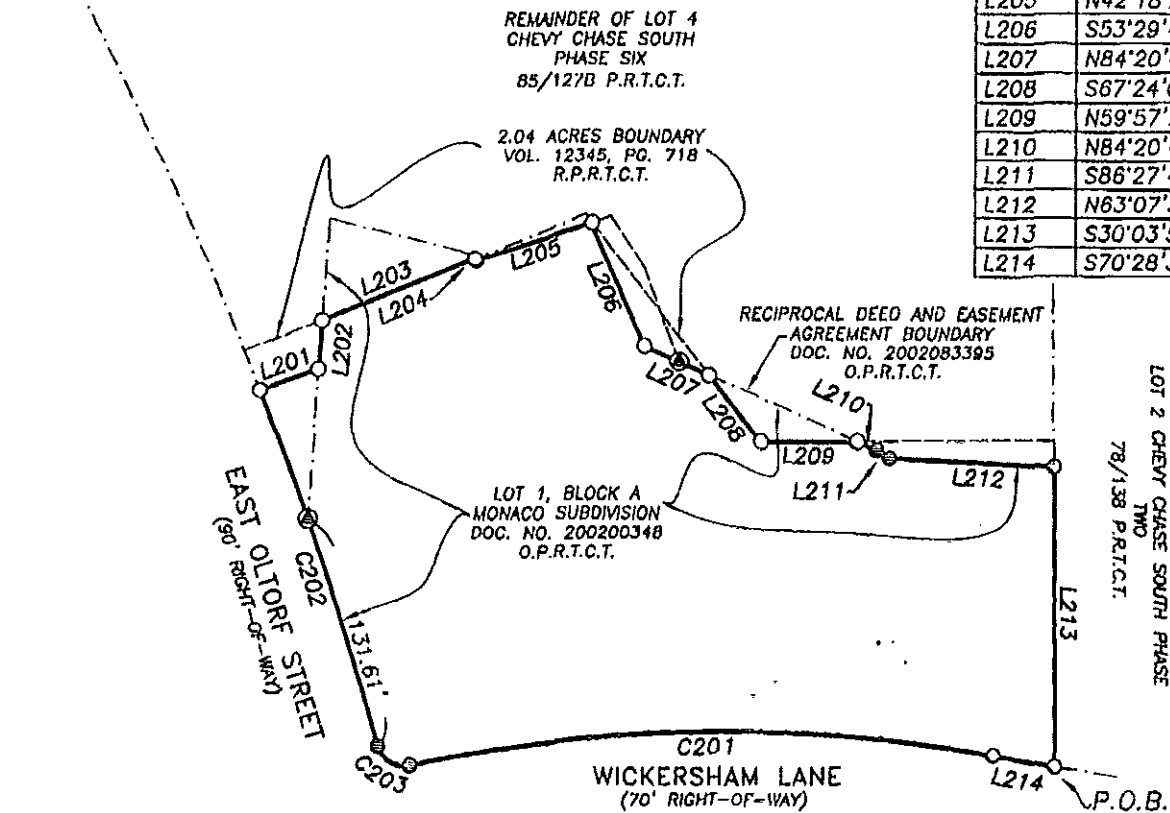 REMAINDER OF LOT 4
CHEVY CHASE SOUTH
PHASE SIX
85/127B P.R.T.C.T.
2.04 ACRES BOUNDARY
VOL. 12345, PG. 718
R.P.R.T.C.T.
L206 S53°29'
L207 N84°20'
L208 S67°24'
L209 N59°57'
L210 N84°20'
L211 S86°27'
L212 N63°07'
L213 S30°03'
L214 S70°28'
L203
L204
L205
L206
L201
L202
L207
L208
RECIPROCAL DEED AND EASEMENT
AGREEMENT BOUNDARY
DOC. NO. 2002083395
O.P.R.T.C.T.
L210
L209
L211
L212
LOT 2 CHEVY CHASE SOUTH PHASE
TWO
78/138 P.R.T.C.T.
LOT 1, BLOCK A
MONACO SUBDIVISION
DOC. NO. 200200348
O.P.R.T.C.T.
EAST OLTORF STREET
(90' RIGHT-OF-WAY)
C202
131.61'
L213
C203
C201
WICKERSHAM LANE
(70' RIGHT-OF-WAY)
L214
P.O.B.